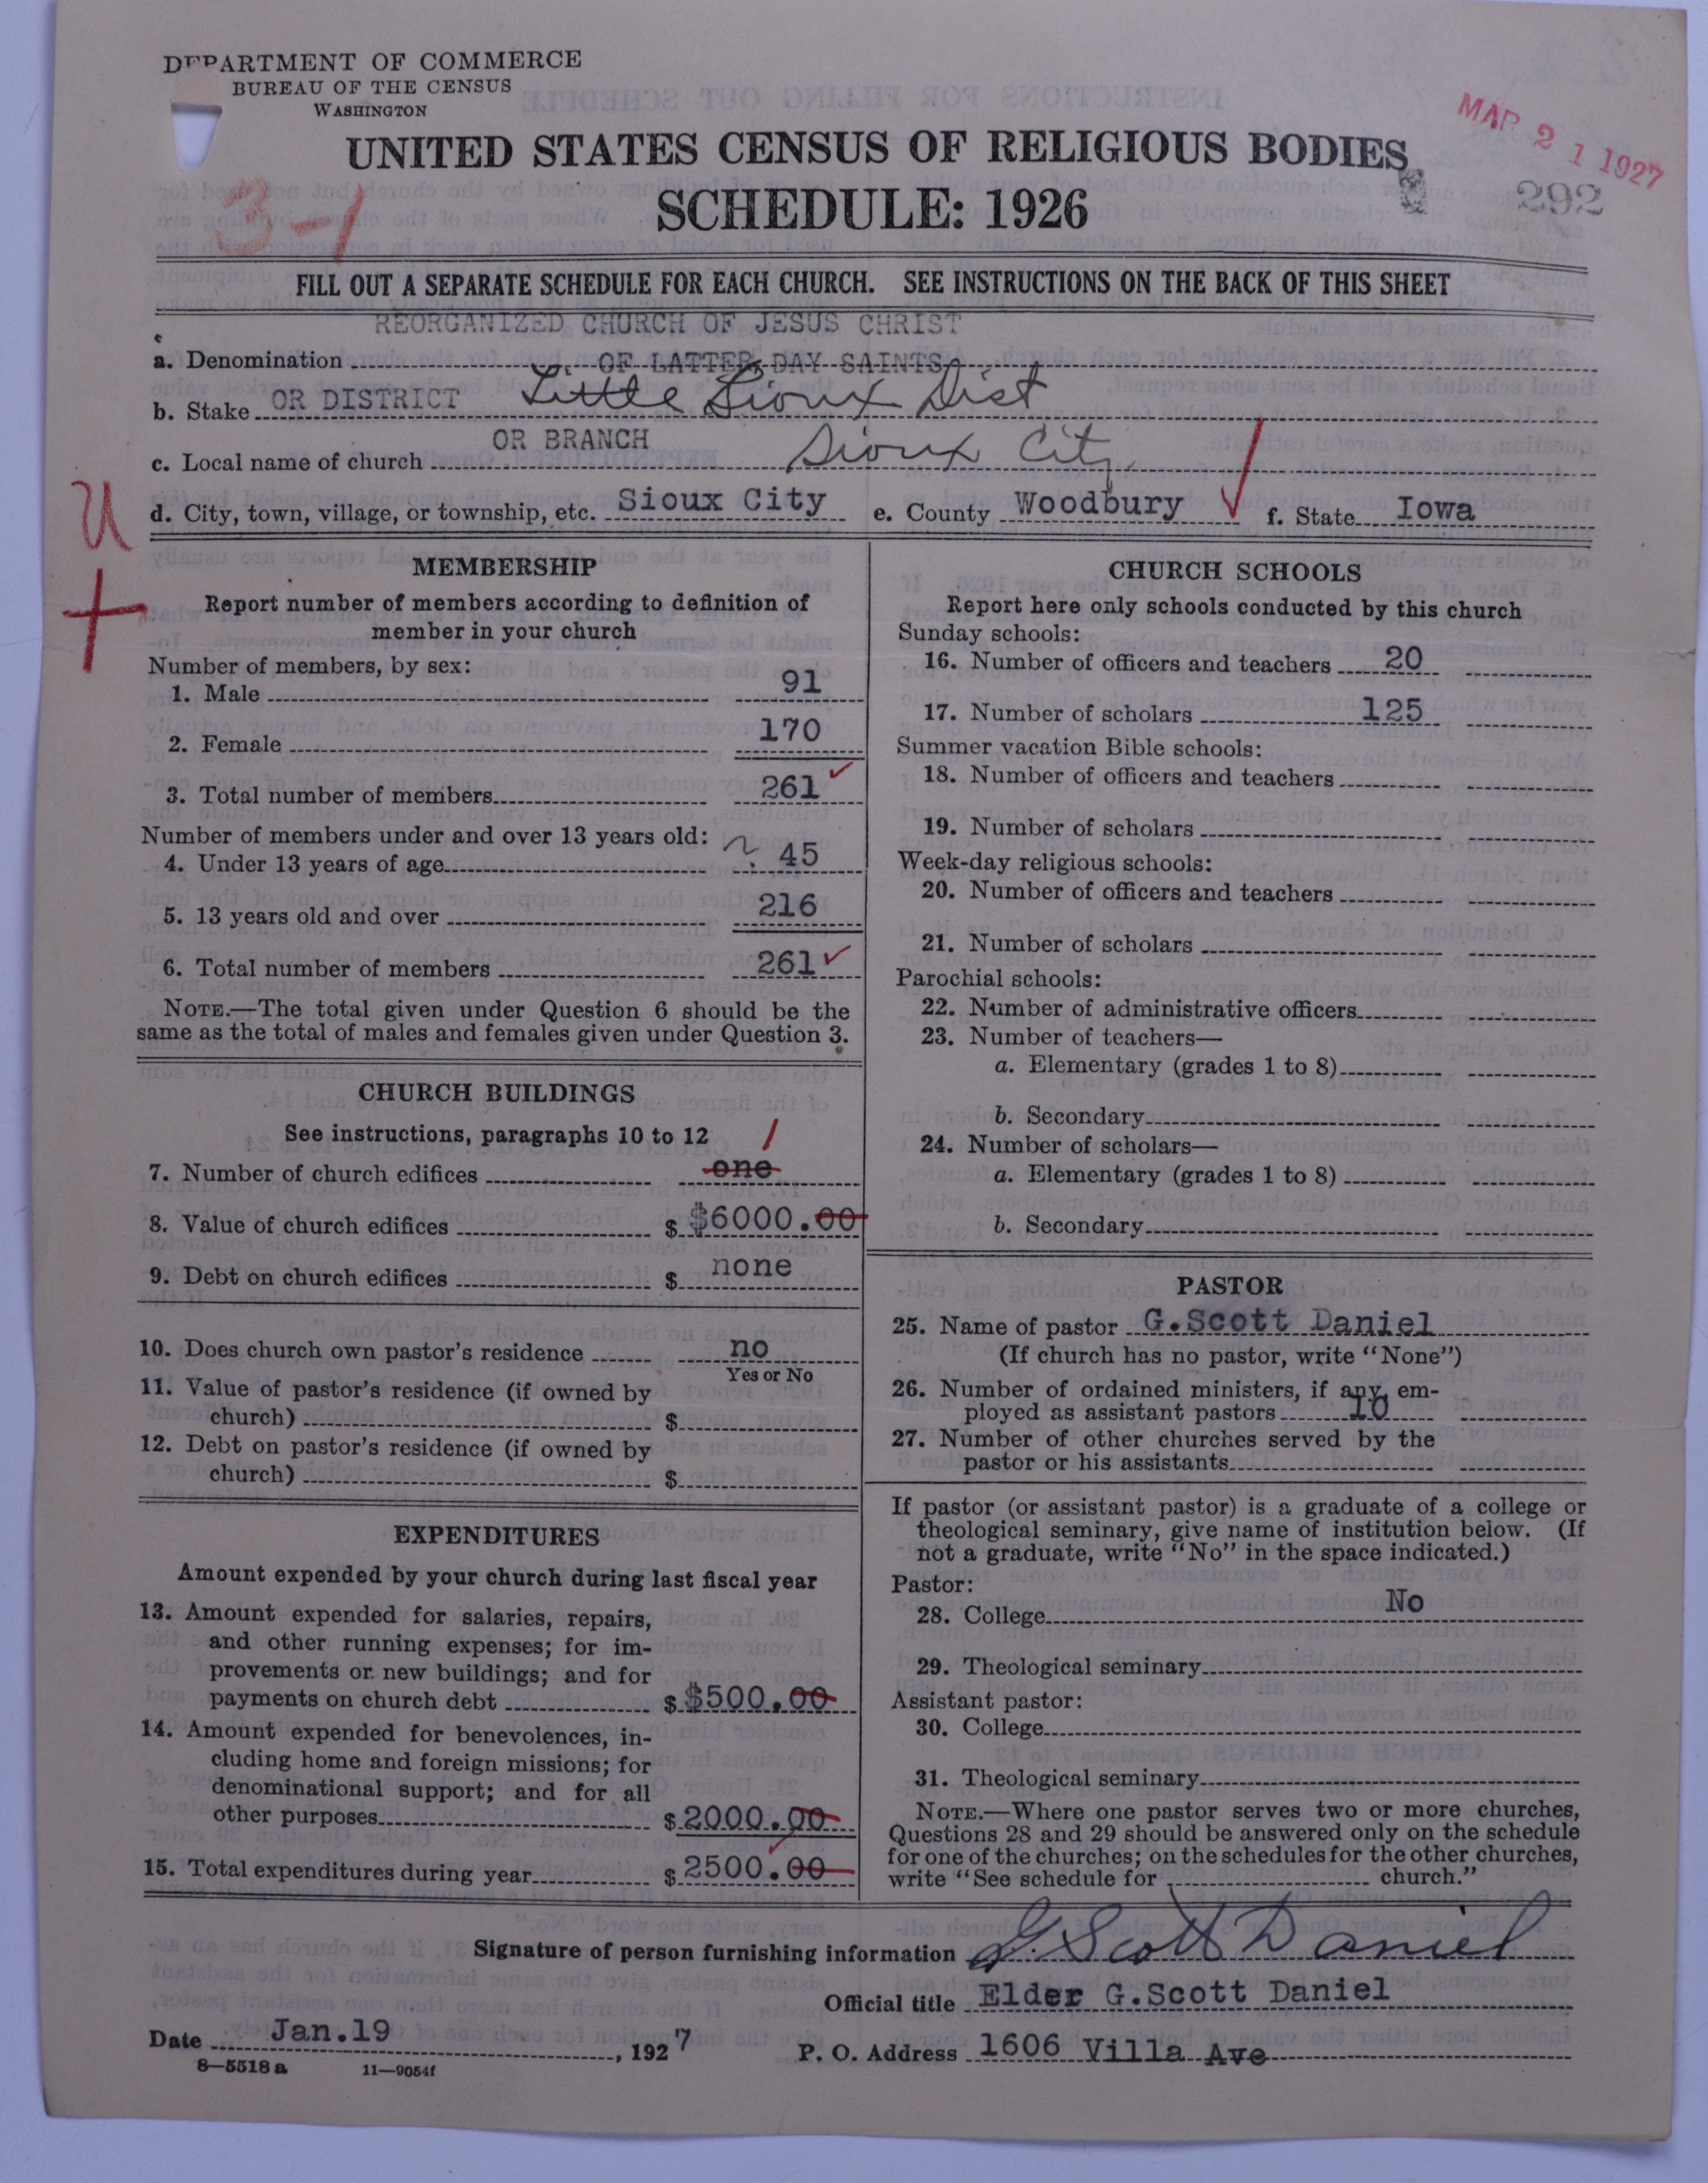 DEPARTMENT OF COMMERCE
BUREAU OF THE CENSUS
WASHINGTON
UNITED STATES CENSUS OF RELIGIOUS BODIES
SCHEDULE: 1926
MAR 21 1927
292
3-1
FILL OUT A SEPARATE SCHEDULE FOR EACH CHURCH. SEE INSTRUCTIONS ON THE BACK OF THIS SHEET
REORGANIZED CHURCH OF JESUS CHRIST
a. Denomination OF LATTER DAY SAINTS
b. Stake OR DISTRICT Little Sioux Dist
OR BRANCH
c. Local name of church Sioux City
d. City, town, village, or township, etc. Sioux City e. County Woodbury f. State Iowa
U
+
MEMBERSHIP
Report number of members according to definition of
member in your church
Number of members, by sex:
1. Male 91
2. Female 170
3. Total number of members 261 ✓
Number of members under and over 13 years old:
4. Under 13 years of age 45
5. 13 years old and over 216
6. Total number of members 261 ✓
NOTE.—The total given under Question 6 should be the
same as the total of males and females given under Question 3.
CHURCH BUILDINGS
See instructions, paragraphs 10 to 12
7. Number of church edifices one 1
8. Value of church edifices $ $6000.00
9. Debt on church edifices $ none
10. Does church own pastor's residence no
Yes or No
11. Value of pastor's residence (if owned by
church) $
12. Debt on pastor's residence (if owned by
church) $
EXPENDITURES
Amount expended by your church during last fiscal year
13. Amount expended for salaries, repairs,
and other running expenses; for im-
provements or new buildings; and for
payments on church debt $ $500.00
14. Amount expended for benevolences, in-
cluding home and foreign missions; for
denominational support; and for all
other purposes $ 2000.00
15. Total expenditures during year $ 2500.00
CHURCH SCHOOLS
Report here only schools conducted by this church
Sunday schools:
16. Number of officers and teachers 20
17. Number of scholars 125
Summer vacation Bible schools:
18. Number of officers and teachers
19. Number of scholars
Week-day religious schools:
20. Number of officers and teachers
21. Number of scholars
Parochial schools:
22. Number of administrative officers
23. Number of teachers—
a. Elementary (grades 1 to 8)
b. Secondary
24. Number of scholars—
a. Elementary (grades 1 to 8)
b. Secondary
PASTOR
25. Name of pastor G.Scott Daniel
(If church has no pastor, write "None")
26. Number of ordained ministers, if any, em-
ployed as assistant pastors 10
27. Number of other churches served by the
pastor or his assistants
If pastor (or assistant pastor) is a graduate of a college or
theological seminary, give name of institution below. (If
not a graduate, write "No" in the space indicated.)
Pastor:
28. College No
29. Theological seminary
Assistant pastor:
30. College
31. Theological seminary
NOTE.—Where one pastor serves two or more churches,
Questions 28 and 29 should be answered only on the schedule
for one of the churches; on the schedules for the other churches,
write "See schedule for church."
Signature of person furnishing information G. Scott Daniel
Official title Elder G.Scott Daniel
Date Jan.19, 1927 P. O. Address 1606 Villa Ave
8—5518a 11—9054f